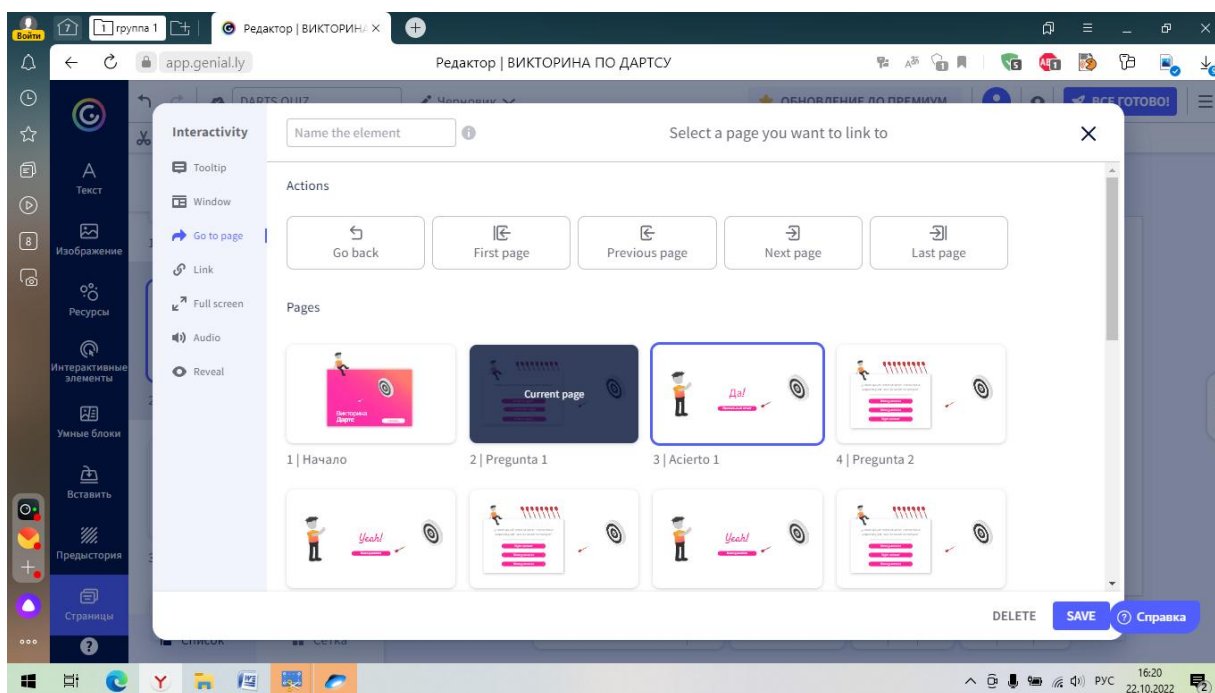 Войти
7
1 группа 1
Редактор | ВИКТОРИНА
app.genial.ly
Редактор | ВИКТОРИНА ПО ДАРТСУ
DARTS QUIZ
Черновик
ОБНОВЛЕНИЕ ДО ПРЕМИУМ
ВСЕ ГОТОВО!
Interactivity
Name the element
Select a page you want to link to
Tooltip
Window
Go to page
Link
Full screen
Audio
Reveal
Actions
Go back
First page
Previous page
Next page
Last page
Pages
Викторина
Дартс
Current page
Да!
1 | Начало
2 | Pregunta 1
3 | Acierto 1
4 | Pregunta 2
Yeah!
Yeah!
DELETE
SAVE
Справка
Текст
8
Изображение
Ресурсы
Интерактивные
элементы
Умные блоки
Вставить
Предыстория
Страницы
Список
Сетка
РУС
16:20
22.10.2022
2